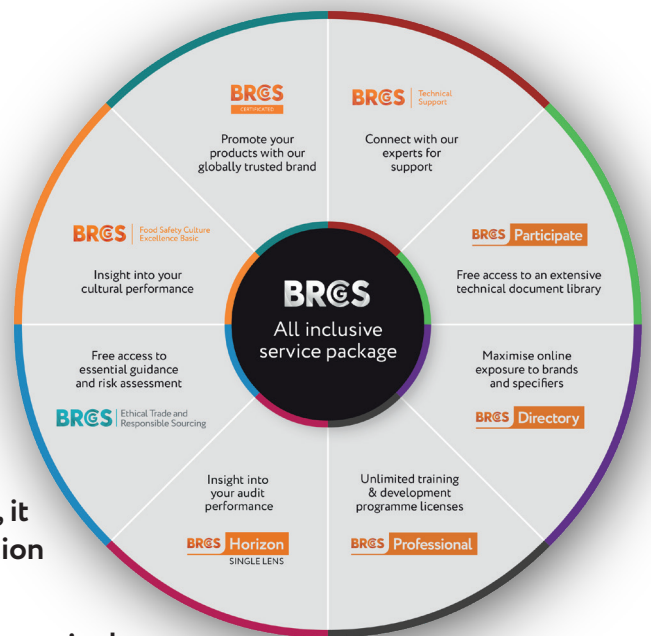 BRCGS
CERTIFICATED
Promote your
products with our
globally trusted brand
BRCGS Technical
Support
Connect with our
experts for
support
BRCGS Participate
Free access to an extensive
technical document library
Maximise online
exposure to brands
and specifiers
BRCGS Directory
Unlimited training
& development
programme licenses
BRCGS Professional
Insight into
your audit
performance
BRCGS Horizon
SINGLE LENS
Free access to
essential guidance
and risk assessment
BRCGS Ethical Trade and
Responsible Sourcing
BRCGS Food Safety Culture
Excellence Basic
Insight into your
cultural performance
BRCGS
All inclusive
service package
, it
ion